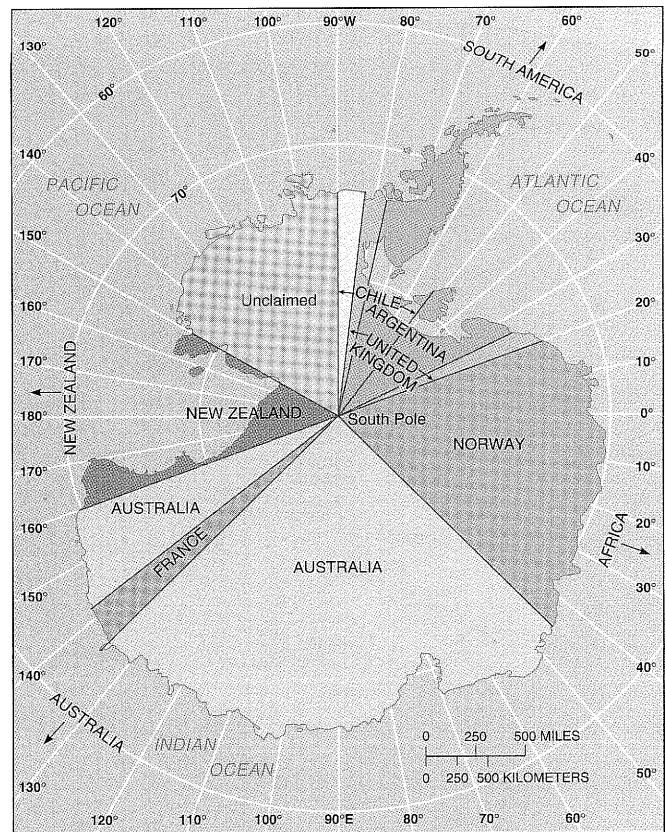 120°
110°
100°
90°W
80°
70°
60°
130°
50°
SOUTH AMERICA
60°
140°
40°
PACIFIC
OCEAN
70°
ATLANTIC
OCEAN
150°
30°
160°
20°
Unclaimed
CHILE
ARGENTINA
UNITED
KINGDOM
170°
10°
NEW ZEALAND
180°
NEW ZEALAND
South Pole
0°
NORWAY
170°
10°
160°
AUSTRALIA
20°
AFRICA
FRANCE
AUSTRALIA
150°
30°
140°
40°
AUSTRALIA
INDIAN
OCEAN
0 250 500 MILES
0 250 500 KILOMETERS
130°
50°
120°
110°
100°
90°E
80°
70°
60°